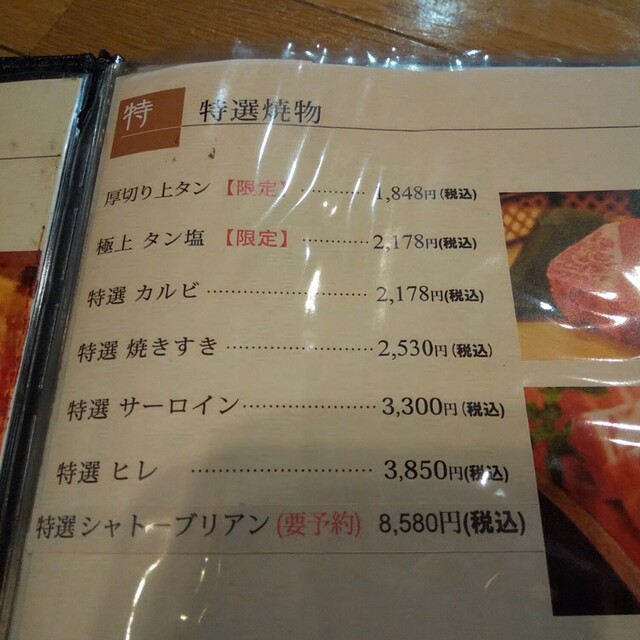 特
特選焼物
厚切り上タン 【限定】 ………… 1,848円(税込)
極上 タン塩 【限定】 ………… 2,178円(税込)
特選 カルビ ………………………… 2,178円(税込)
特選 焼きすき ……………………… 2,530円(税込)
特選 サーロイン …………………… 3,300円(税込)
特選 ヒレ ………………………… 3,850円(税込)
特選シャトーブリアン(要予約) 8,580円(税込)